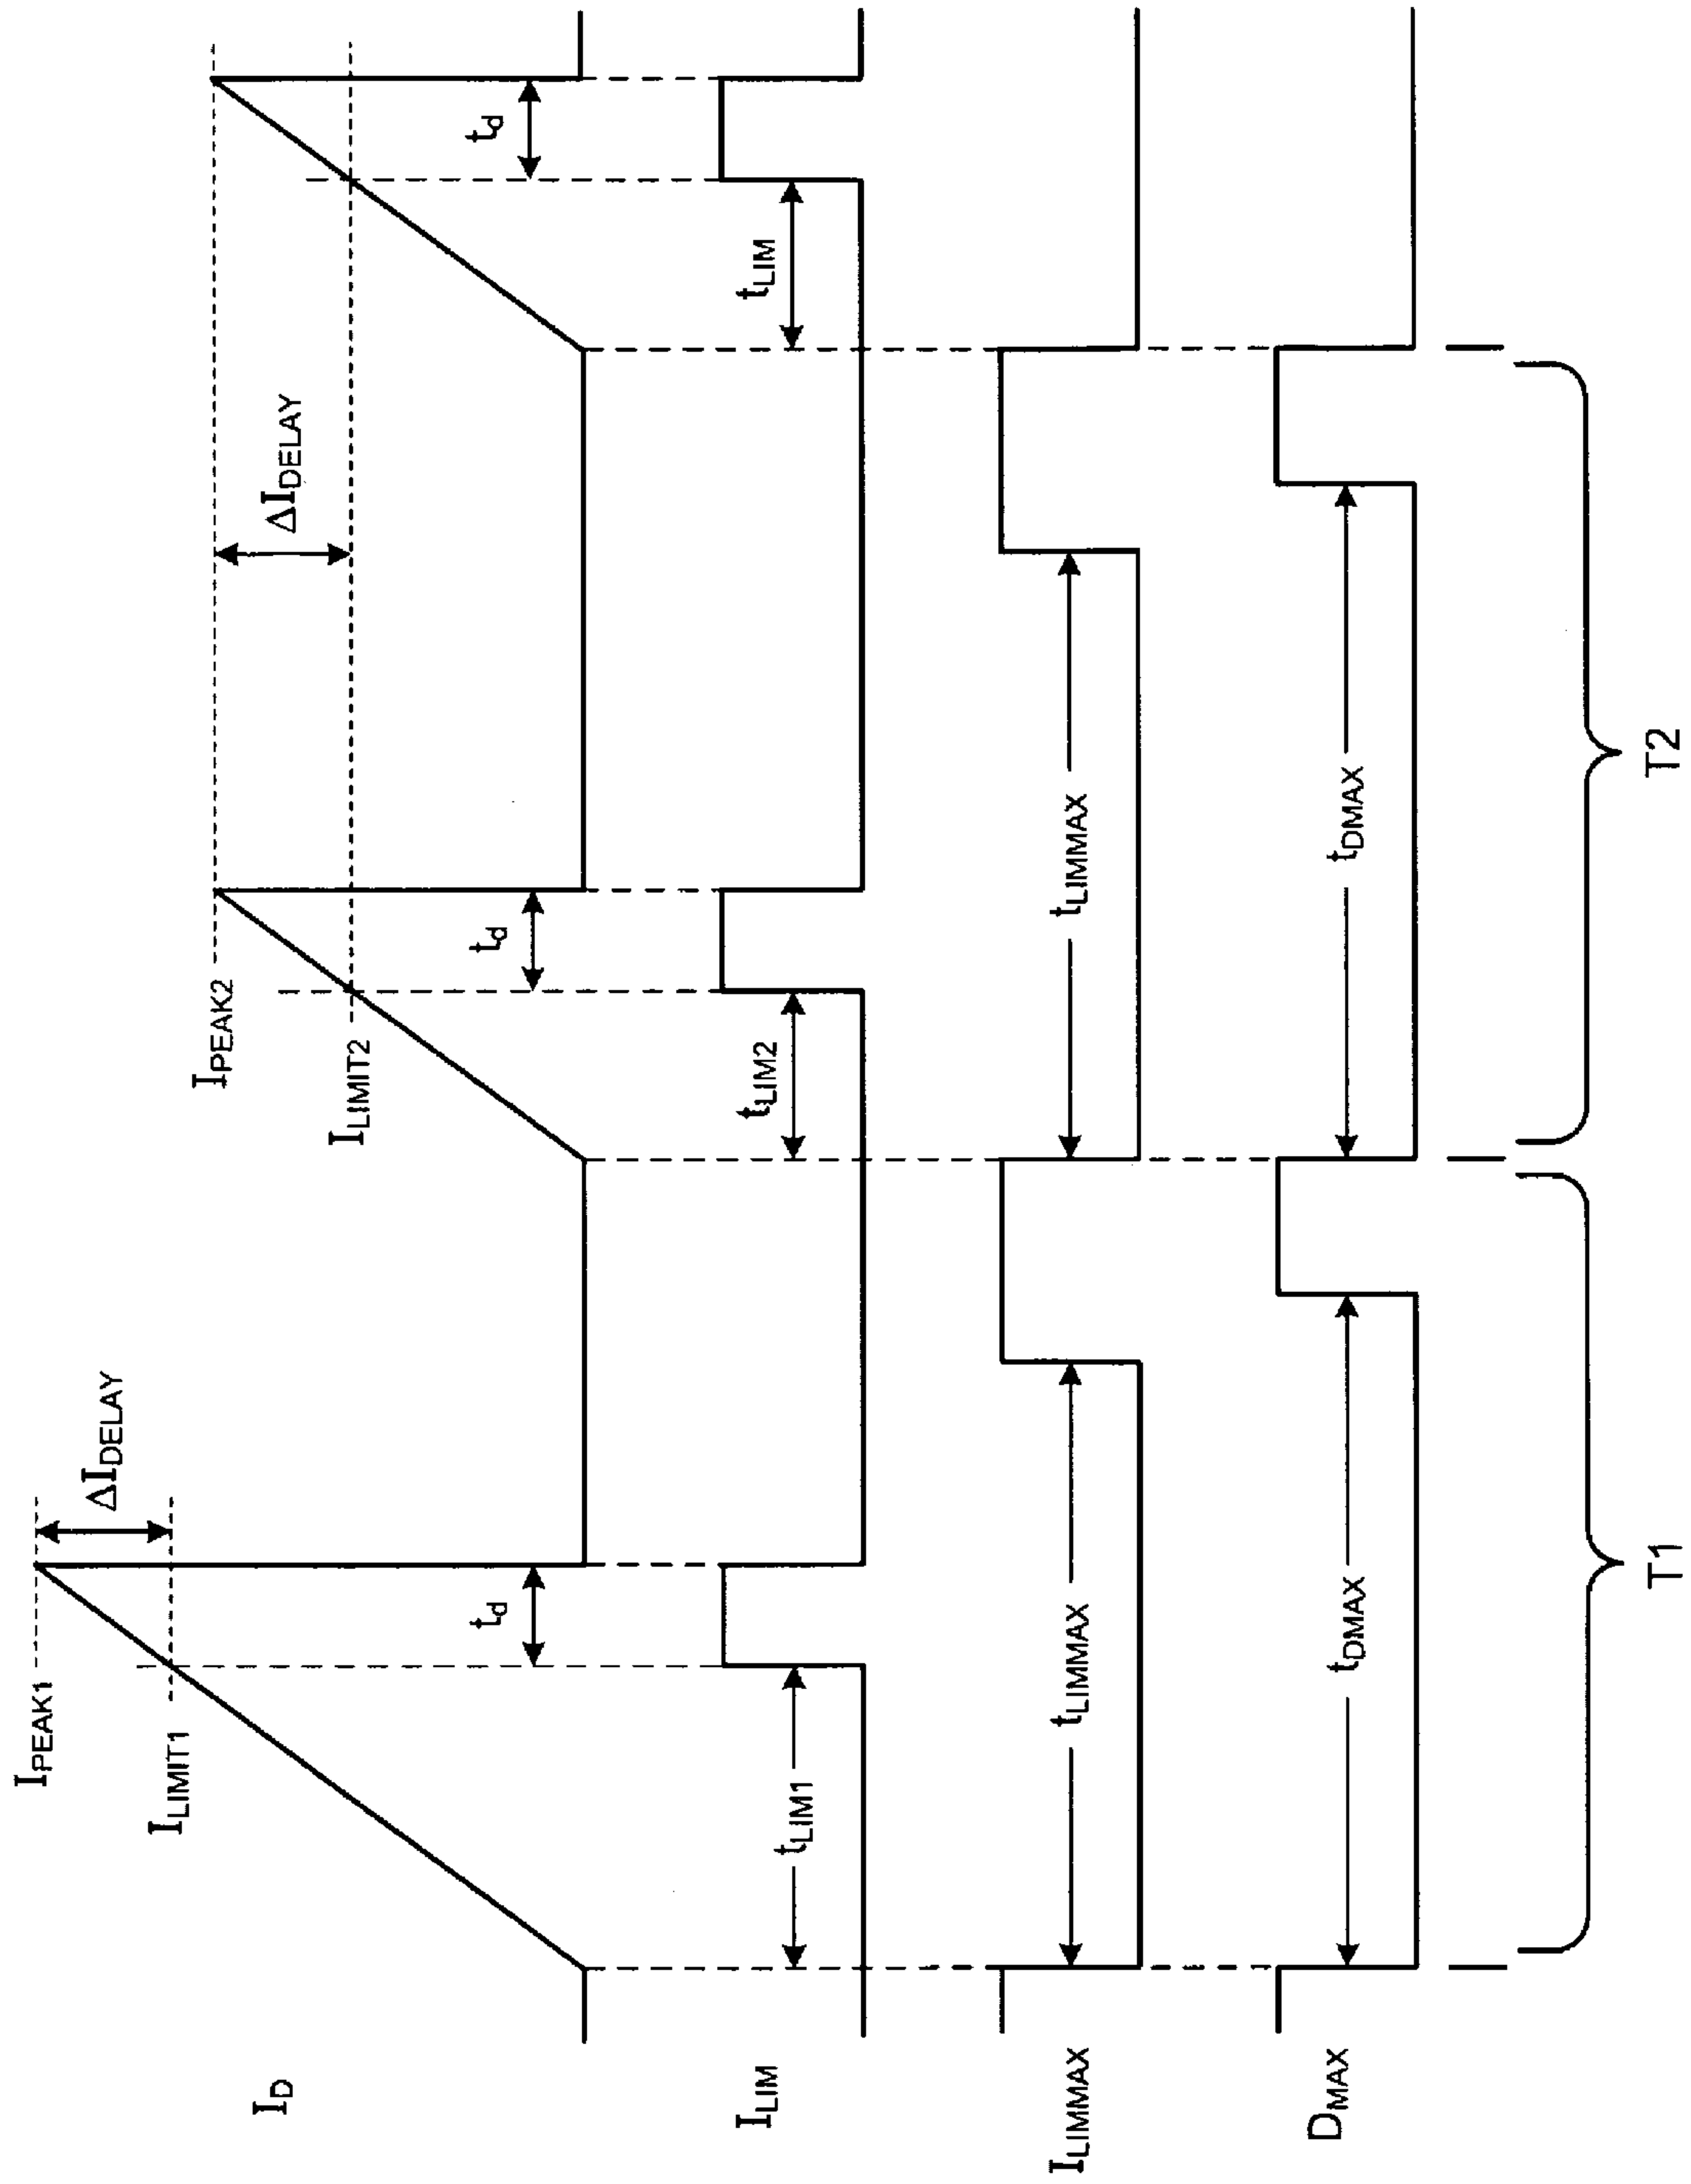 I_PEAK1
ΔI_DELAY
I_LIMIT1
I_PEAK2
ΔI_DELAY
I_LIMIT2
I_D
t_d
t_d
t_d
I_LIM
t_LIM1
t_LIM2
t_LIM
I_LIMMAX
t_LIMMAX
t_LIMMAX
D_MAX
t_DMAX
t_DMAX
T1
T2